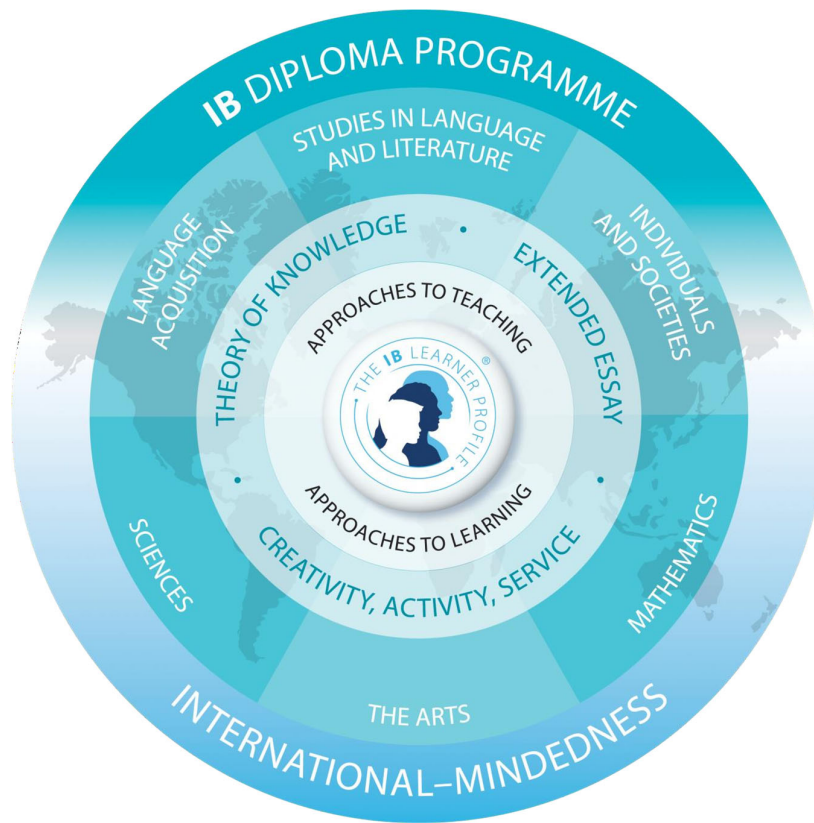 IB DIPLOMA PROGRAMME
STUDIES IN LANGUAGE
AND LITERATURE
LANGUAGE
ACQUISITION
INDIVIDUALS
AND SOCIETIES
THEORY OF KNOWLEDGE
•
EXTENDED ESSAY
APPROACHES TO TEACHING
THE IB LEARNER PROFILE
®
APPROACHES TO LEARNING
•
CREATIVITY, ACTIVITY, SERVICE
•
SCIENCES
MATHEMATICS
THE ARTS
INTERNATIONAL–MINDEDNESS